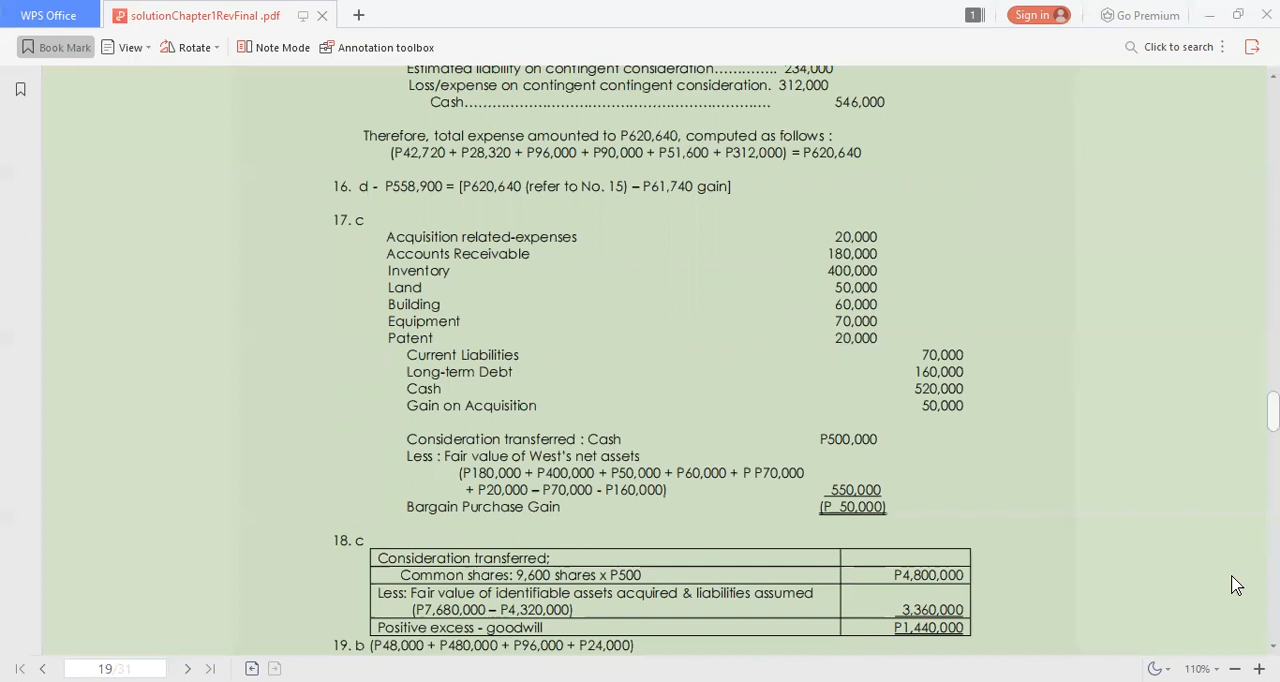 WPS Office
solutionChapter1RevFinal .pdf
1
Sign in
Go Premium
Book Mark
View
Rotate
Note Mode
Annotation toolbox
Click to search
Estimated liability on contingent consideration.............. 234,000
Loss/expense on contingent contingent consideration. 312,000
Cash.................................................................... 546,000
Therefore, total expense amounted to P620,640, computed as follows :
(P42,720 + P28,320 + P96,000 + P90,000 + P51,600 + P312,000) = P620,640
16. d - P558,900 = [P620,640 (refer to No. 15) – P61,740 gain]
17. c
Acquisition related-expenses 20,000
Accounts Receivable 180,000
Inventory 400,000
Land 50,000
Building 60,000
Equipment 70,000
Patent 20,000
Current Liabilities 70,000
Long-term Debt 160,000
Cash 520,000
Gain on Acquisition 50,000
Consideration transferred : Cash P500,000
Less : Fair value of West's net assets
(P180,000 + P400,000 + P50,000 + P60,000 + P P70,000
+ P20,000 – P70,000 - P160,000) 550,000
Bargain Purchase Gain (P 50,000)
18. c
Consideration transferred;
Common shares: 9,600 shares x P500 P4,800,000
Less: Fair value of identifiable assets acquired & liabilities assumed
(P7,680,000 – P4,320,000) 3,360,000
Positive excess - goodwill P1,440,000
19. b (P48,000 + P480,000 + P96,000 + P24,000)
19/31
110%